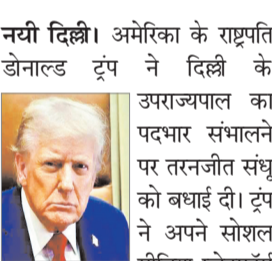 नयी दिल्ली। अमेरिका के राष्ट्रपति
डोनाल्ड ट्रंप ने दिल्ली के
उपराज्यपाल का
पदभार संभालने
पर तरनजीत संधू
को बधाई दी। ट्रंप
ने अपने सोशल